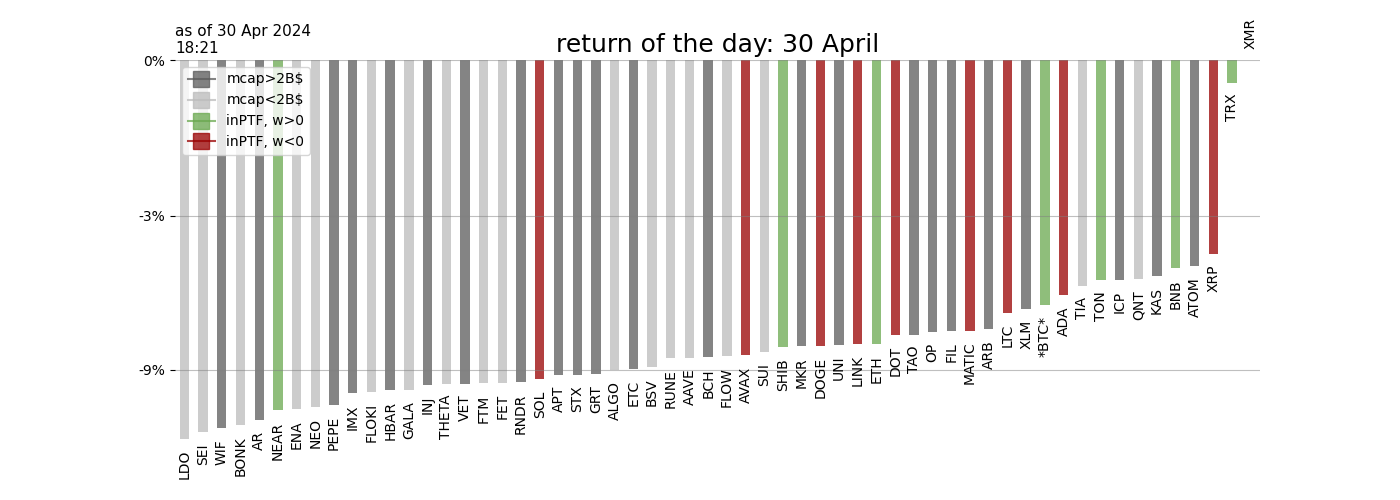 as of 30 Apr 2024
18:21
return of the day: 30 April
XMR
0%
mcap>2B$
mcap<2B$
inPTF, w>0
inPTF, w<0
-3%
-9%
LDO
SEI
WIF
BONK
AR
NEAR
ENA
NEO
PEPE
IMX
FLOKI
HBAR
GALA
INJ
THETA
VET
FTM
FET
RNDR
SOL
APT
STX
GRT
ALGO
ETC
BSV
RUNE
AAVE
BCH
FLOW
AVAX
SUI
SHIB
MKR
DOGE
UNI
LINK
ETH
DOT
TAO
OP
FIL
MATIC
ARB
LTC
XLM
*BTC*
ADA
TIA
TON
ICP
QNT
KAS
BNB
ATOM
XRP
TRX